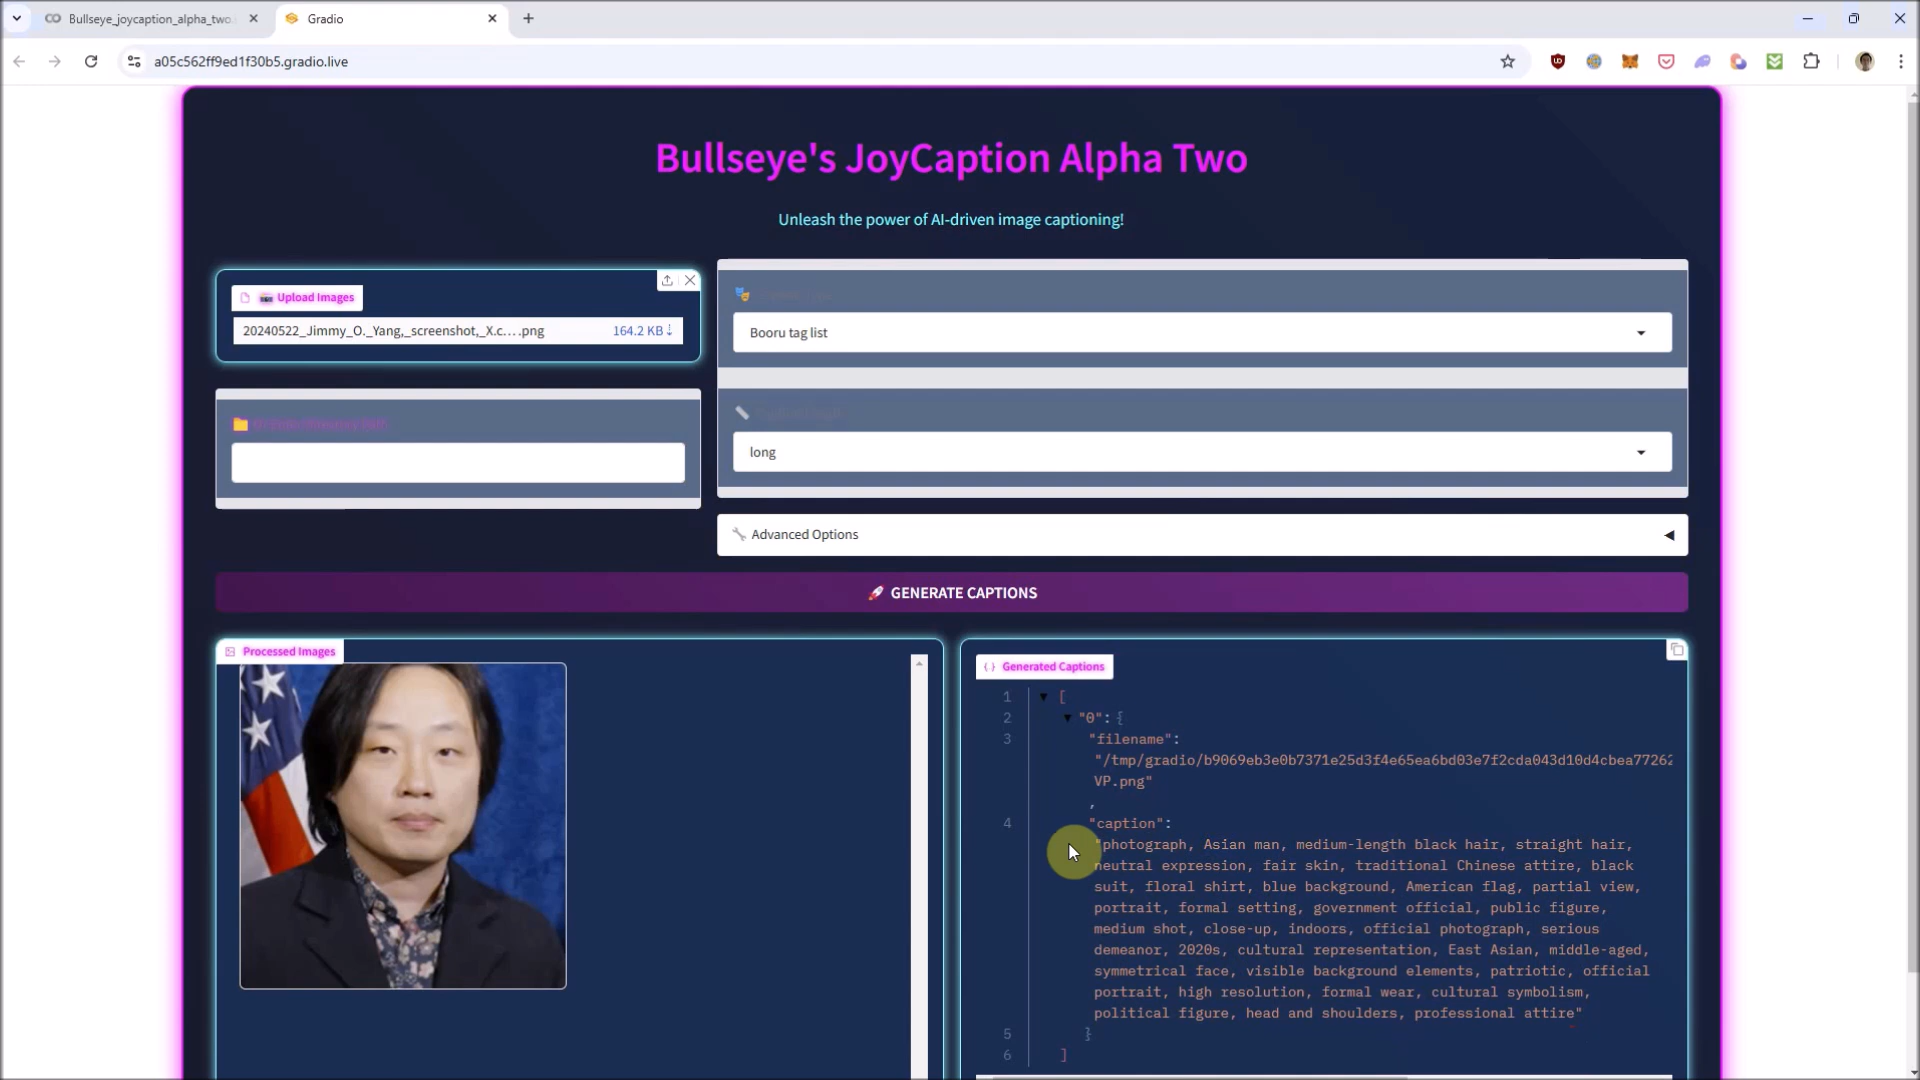 Bullseye_joycaption_alpha_two.
Gradio
a05c562ff9ed1f30b5.gradio.live
Bullseye's JoyCaption Alpha Two
Unleash the power of AI-driven image captioning!
Upload Images
20240522_Jimmy_O._Yang,_screenshot,_X.c....png 164.2 KB ↓
Booru tag list
long
Advanced Options
GENERATE CAPTIONS
Processed Images
Generated Captions
1 [
2 "0": {
3 "filename":
"/tmp/gradio/b9069eb3e0b7371e25d3f4e65ea6bd03e7f2cda043d10d4cbea77262
VP.png"
,
4 "caption":
"photograph, Asian man, medium-length black hair, straight hair,
neutral expression, fair skin, traditional Chinese attire, black
suit, floral shirt, blue background, American flag, partial view,
portrait, formal setting, government official, public figure,
medium shot, close-up, indoors, official photograph, serious
demeanor, 2020s, cultural representation, East Asian, middle-aged,
symmetrical face, visible background elements, patriotic, official
portrait, high resolution, formal wear, cultural symbolism,
political figure, head and shoulders, professional attire"
5 }
6 ]